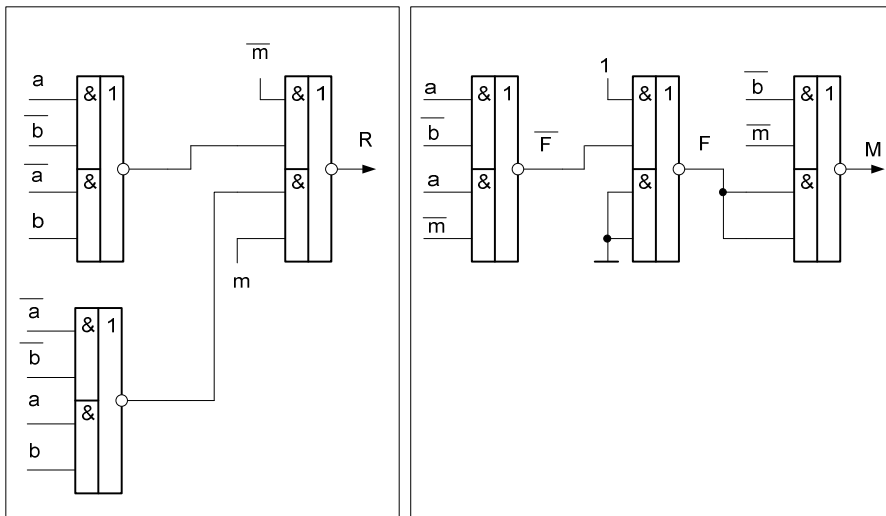 m̅
a & 1 & 1
b̅
R
a̅ & &
b
m
a̅ & 1
b̅
a &
b
1 b̅
a & 1 & 1 & 1
b̅ F̅ F m̅ M
a & & &
m̅